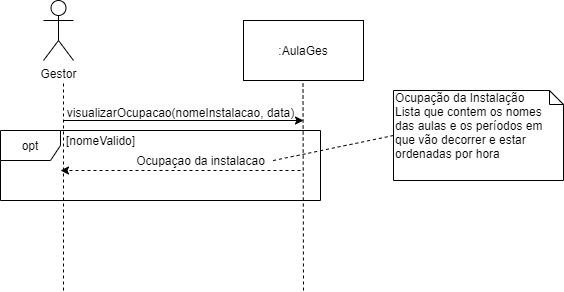 Gestor
:AulaGes
visualizarOcupacao(nomeInstalacao, data)
Ocupação da Instalação
Lista que contem os nomes
das aulas e os períodos em
que vão decorrer e estar
ordenadas por hora
opt
[nomeValido]
Ocupaçao da instalacao